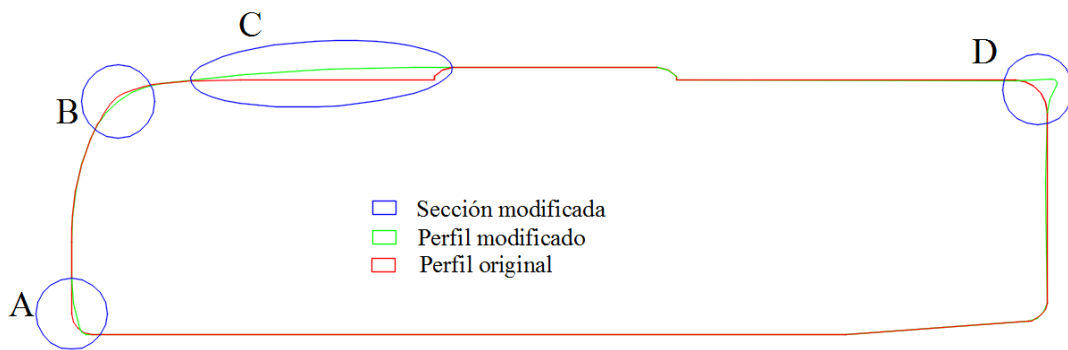 C
B
D
Sección modificada
Perfil modificado
Perfil original
A